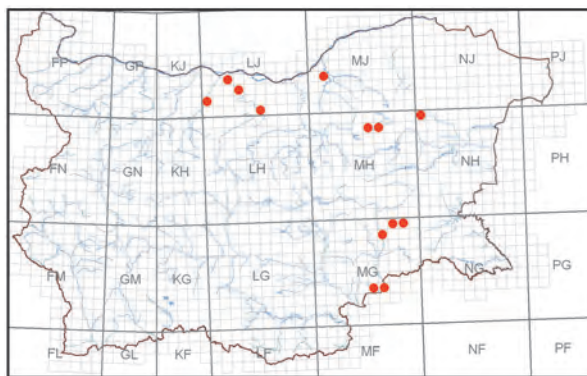 FP GP KJ LJ MJ NJ PJ
FN GN KH LH MH NH PH
FM GM KG LG MG NG PG
FL GL KF LF MF NF PF